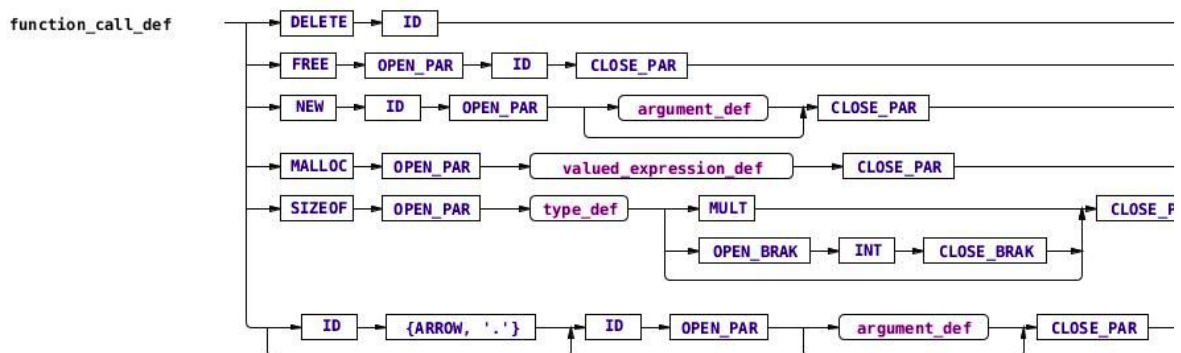 function_call_def DELETE ID
FREE OPEN_PAR ID CLOSE_PAR
NEW ID OPEN_PAR argument_def CLOSE_PAR
MALLOC OPEN_PAR valued_expression_def CLOSE_PAR
SIZEOF OPEN_PAR type_def MULT CLOSE_P
OPEN_BRAK INT CLOSE_BRAK
ID {ARROW, '.'} ID OPEN_PAR argument_def CLOSE_PAR